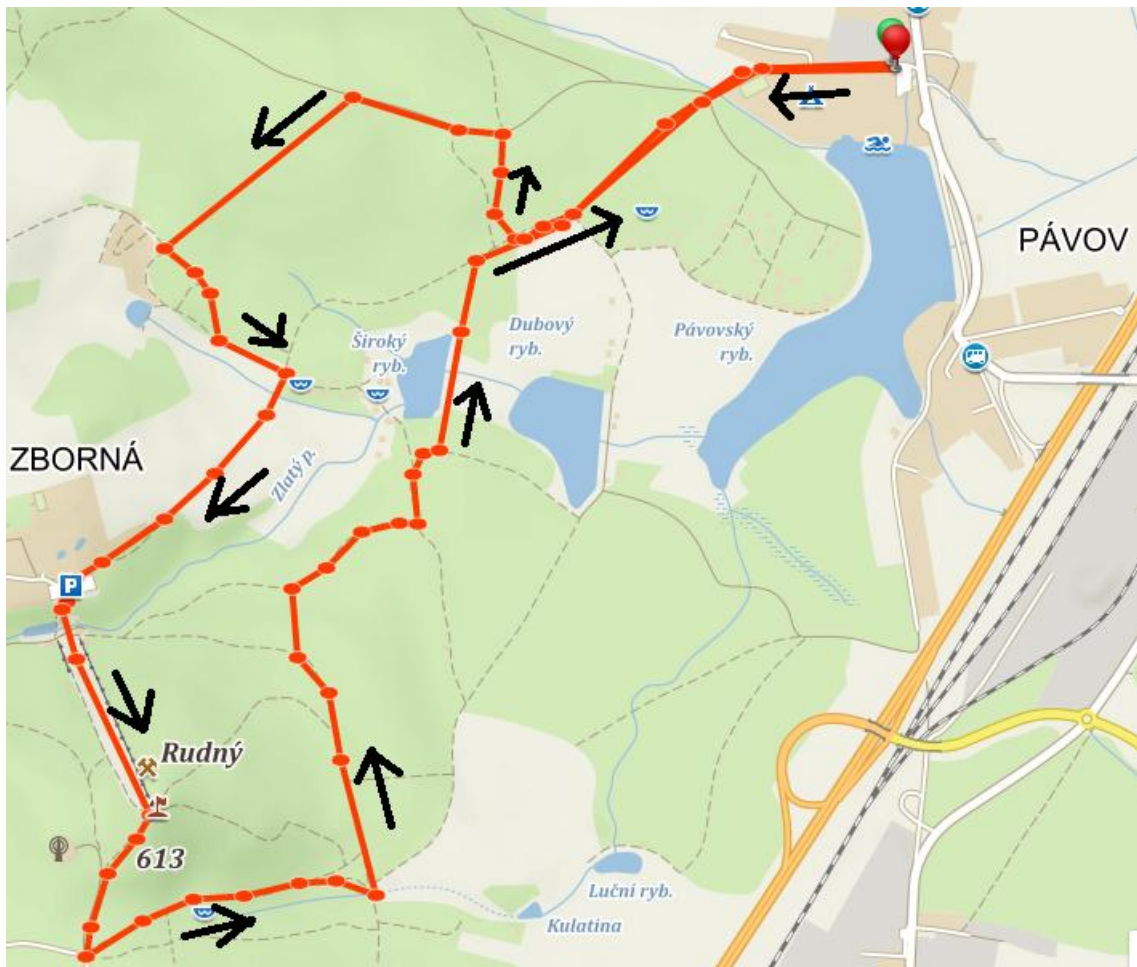 PÁVOV
Široký
ryb.
Dubový
ryb.
Pávovský
ryb.
ZBORNÁ
Zlatý p.
P
Rudný
613
Luční ryb.
Kulatina